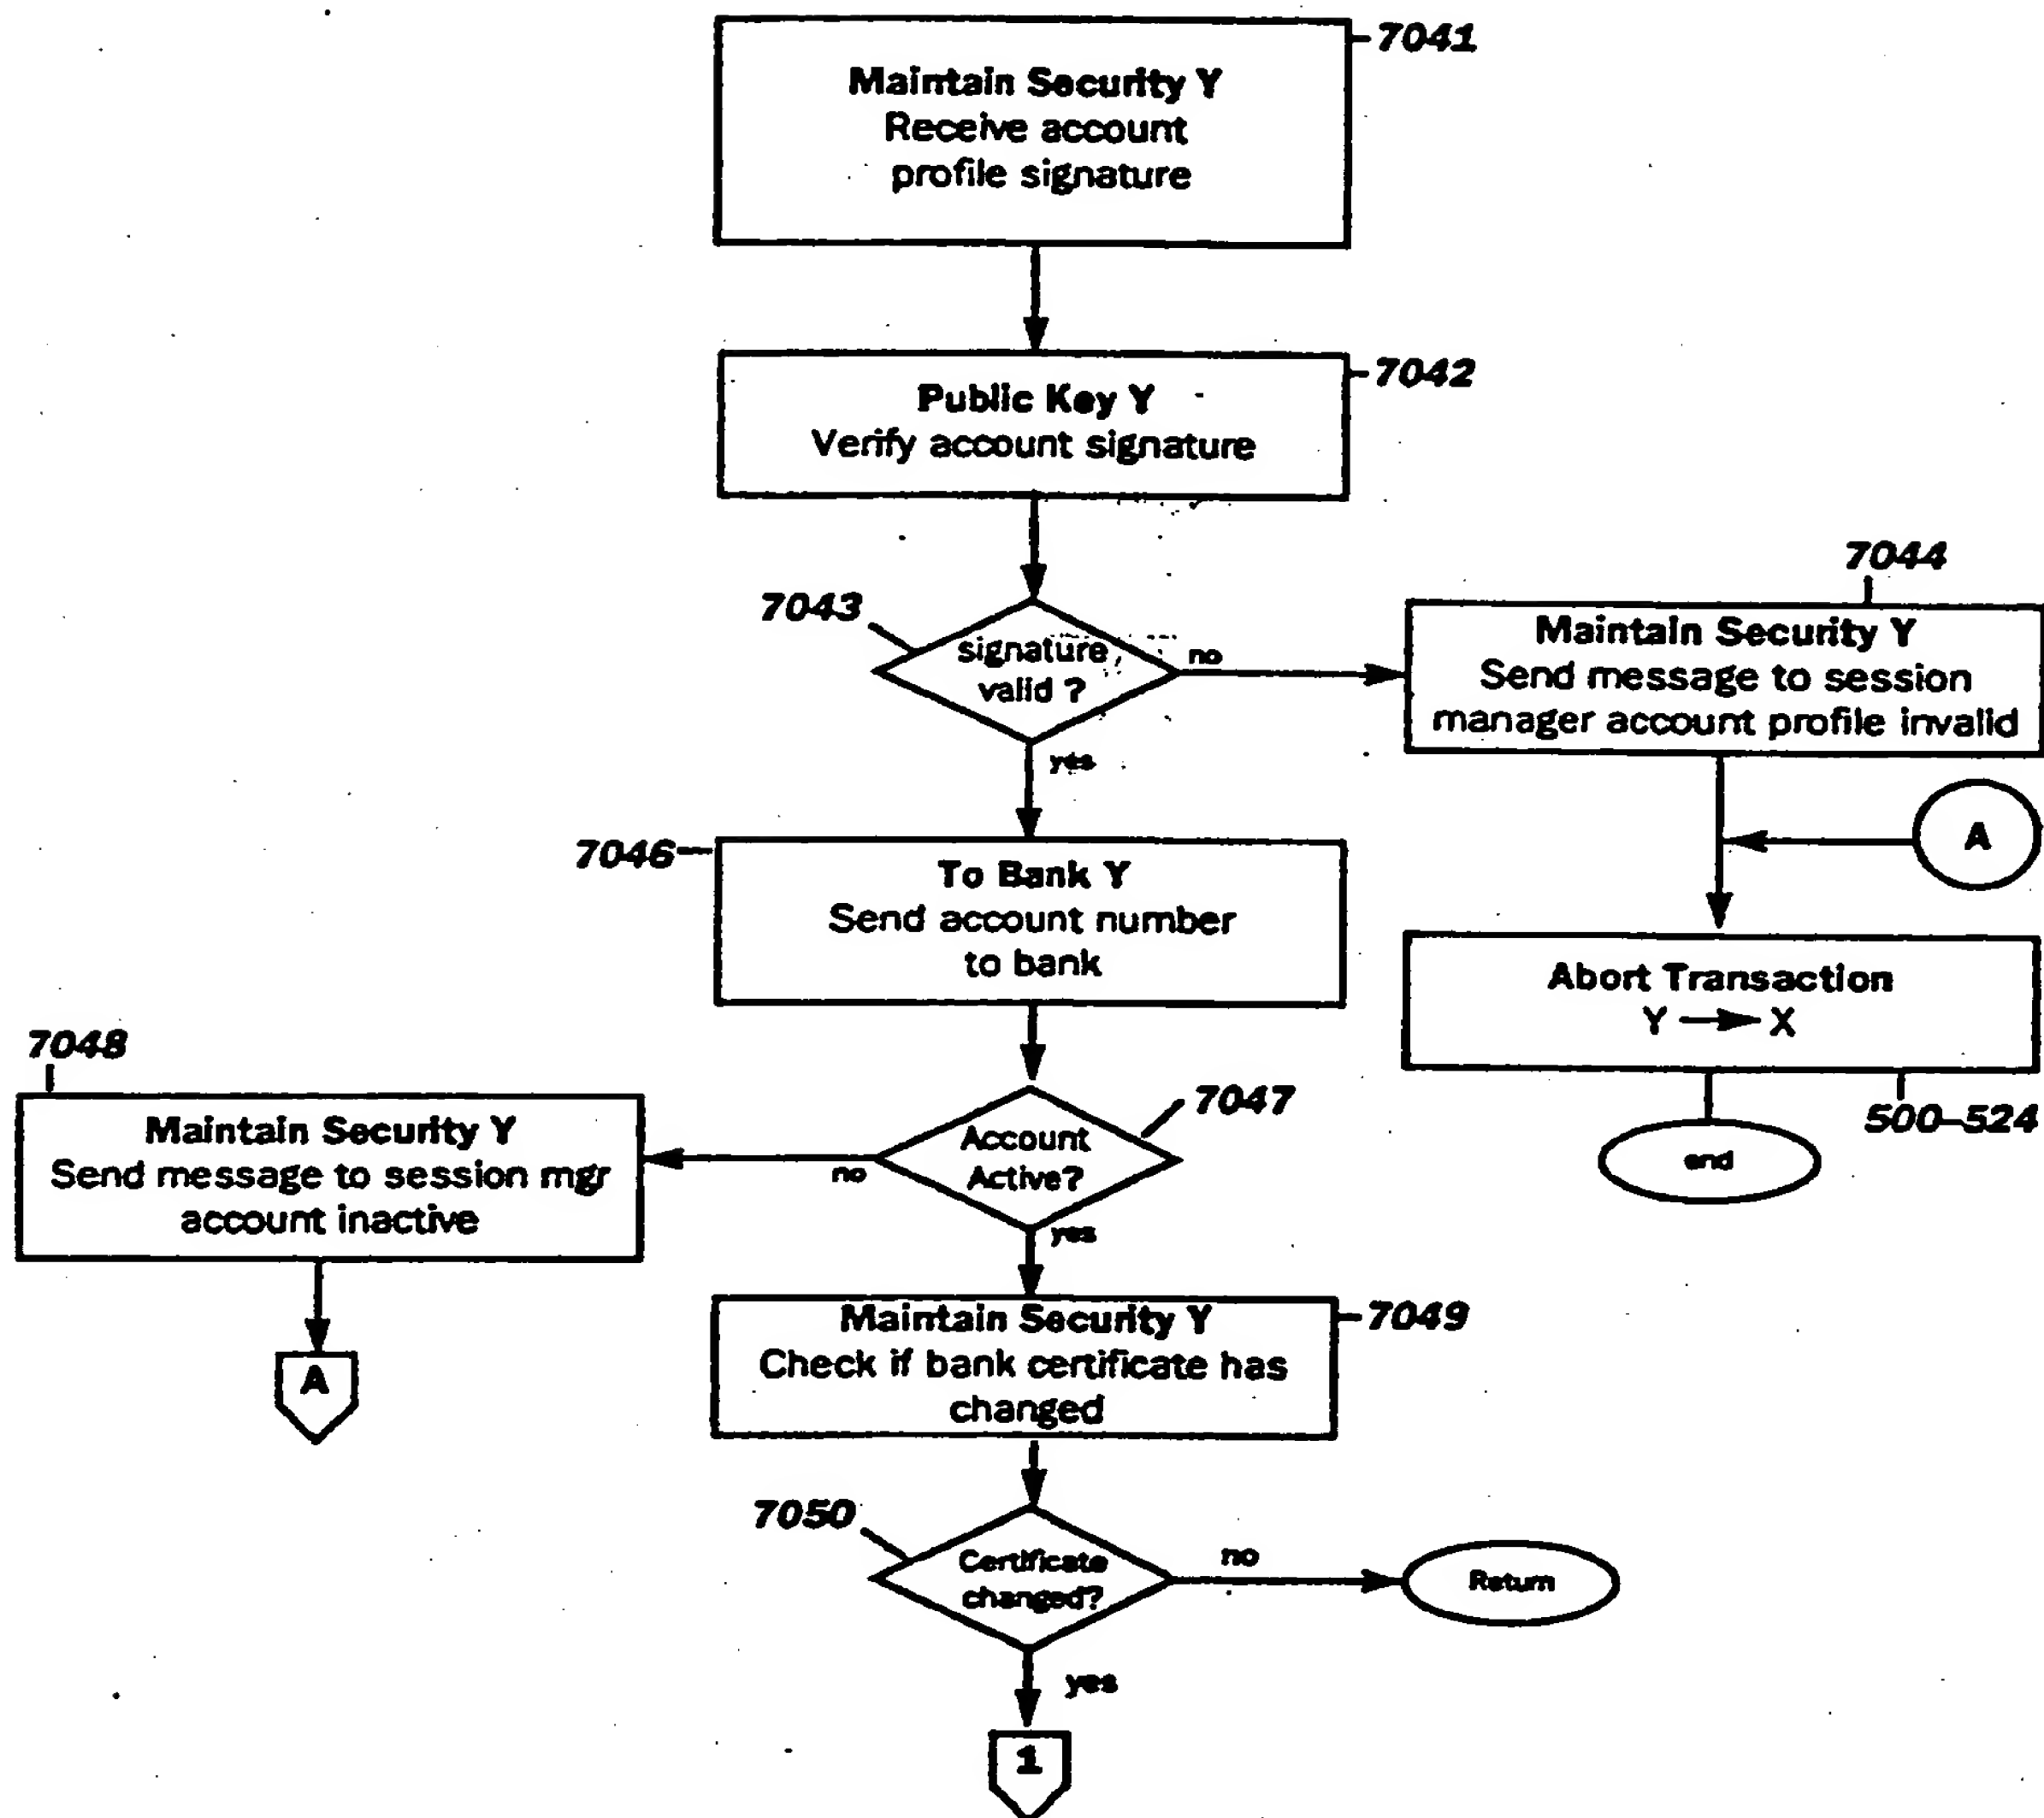 7041
Maintain Security Y
Receive account
profile signature
7042
Public Key Y
Verify account signature
7043
signature
valid ?
no
yes
7044
Maintain Security Y
Send message to session
manager account profile invalid
A
7046
To Bank Y
Send account number
to bank
Abort Transaction
Y → X
500-524
end
7047
Account
Active?
no
yes
7048
Maintain Security Y
Send message to session mgr
account inactive
A
7049
Maintain Security Y
Check if bank certificate has
changed
7050
Certificate
changed?
no
Return
yes
1